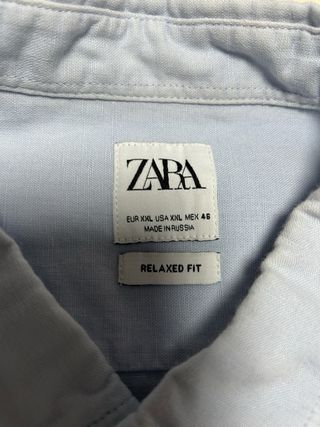 ZARA
EUR XXL USA XXL MEX 46
MADE IN RUSSIA
RELAXED FIT